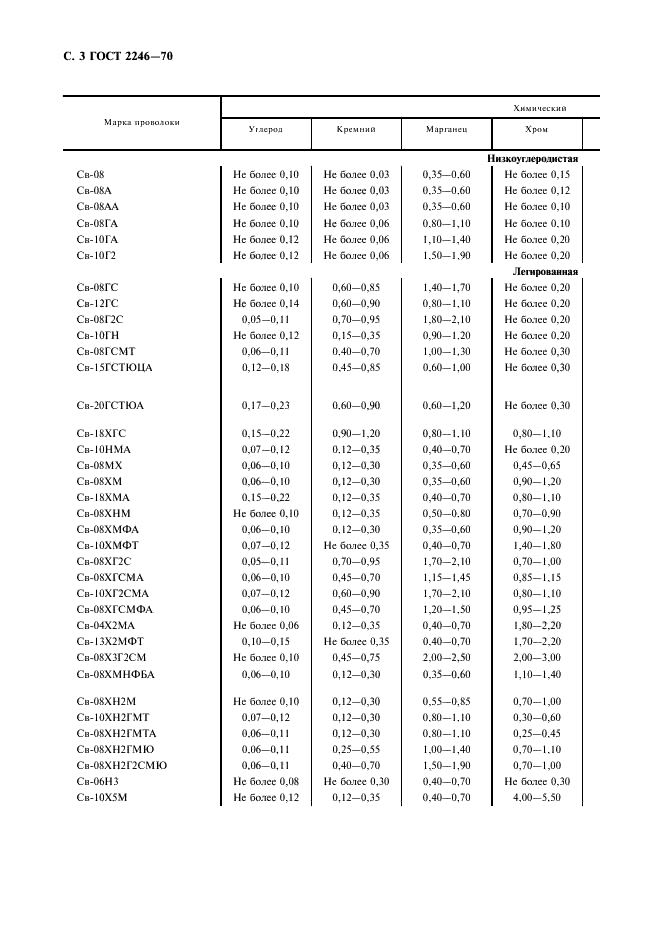 С. 3 ГОСТ 2246—70
Химический
Марка проволоки
Углерод Кремний Марганец Хром
Низкоуглеродистая
Св-08 Не более 0,10 Не более 0,03 0,35—0,60 Не более 0,15
Св-08А Не более 0,10 Не более 0,03 0,35—0,60 Не более 0,12
Св-08АА Не более 0,10 Не более 0,03 0,35—0,60 Не более 0,10
Св-08ГА Не более 0,10 Не более 0,06 0,80—1,10 Не более 0,10
Св-10ГА Не более 0,12 Не более 0,06 1,10—1,40 Не более 0,20
Св-10Г2 Не более 0,12 Не более 0,06 1,50—1,90 Не более 0,20
Легированная
Св-08ГС Не более 0,10 0,60—0,85 1,40—1,70 Не более 0,20
Св-12ГС Не более 0,14 0,60—0,90 0,80—1,10 Не более 0,20
Св-08Г2С 0,05—0,11 0,70—0,95 1,80—2,10 Не более 0,20
Св-10ГН Не более 0,12 0,15—0,35 0,90—1,20 Не более 0,20
Св-08ГСМТ 0,06—0,11 0,40—0,70 1,00—1,30 Не более 0,30
Св-15ГСТЮЦА 0,12—0,18 0,45—0,85 0,60—1,00 Не более 0,30
Св-20ГСТЮА 0,17—0,23 0,60—0,90 0,60—1,20 Не более 0,30
Св-18ХГС 0,15—0,22 0,90—1,20 0,80—1,10 0,80—1,10
Св-10НМА 0,07—0,12 0,12—0,35 0,40—0,70 Не более 0,20
Св-08МХ 0,06—0,10 0,12—0,30 0,35—0,60 0,45—0,65
Св-08ХМ 0,06—0,10 0,12—0,30 0,35—0,60 0,90—1,20
Св-18ХМА 0,15—0,22 0,12—0,35 0,40—0,70 0,80—1,10
Св-08ХНМ Не более 0,10 0,12—0,35 0,50—0,80 0,70—0,90
Св-08ХМФА 0,06—0,10 0,12—0,30 0,35—0,60 0,90—1,20
Св-10ХМФТ 0,07—0,12 Не более 0,35 0,40—0,70 1,40—1,80
Св-08ХГ2С 0,05—0,11 0,70—0,95 1,70—2,10 0,70—1,00
Св-08ХГСМА 0,06—0,10 0,45—0,70 1,15—1,45 0,85—1,15
Св-10ХГ2СМА 0,07—0,12 0,60—0,90 1,70—2,10 0,80—1,10
Св-08ХГСМФА 0,06—0,10 0,45—0,70 1,20—1,50 0,95—1,25
Св-04Х2МА Не более 0,06 0,12—0,35 0,40—0,70 1,80—2,20
Св-13Х2МФТ 0,10—0,15 Не более 0,35 0,40—0,70 1,70—2,20
Св-08Х3Г2СМ Не более 0,10 0,45—0,75 2,00—2,50 2,00—3,00
Св-08ХМНФБА 0,06—0,10 0,12—0,30 0,35—0,60 1,10—1,40
Св-08ХН2М Не более 0,10 0,12—0,30 0,55—0,85 0,70—1,00
Св-10ХН2ГМТ 0,07—0,12 0,12—0,30 0,80—1,10 0,30—0,60
Св-08ХН2ГМТА 0,06—0,11 0,12—0,30 0,80—1,10 0,25—0,45
Св-08ХН2ГМЮ 0,06—0,11 0,25—0,55 1,00—1,40 0,70—1,10
Св-08ХН2Г2СМЮ 0,06—0,11 0,40—0,70 1,50—1,90 0,70—1,00
Св-06Н3 Не более 0,08 Не более 0,30 0,40—0,70 Не более 0,30
Св-10Х5М Не более 0,12 0,12—0,35 0,40—0,70 4,00—5,50